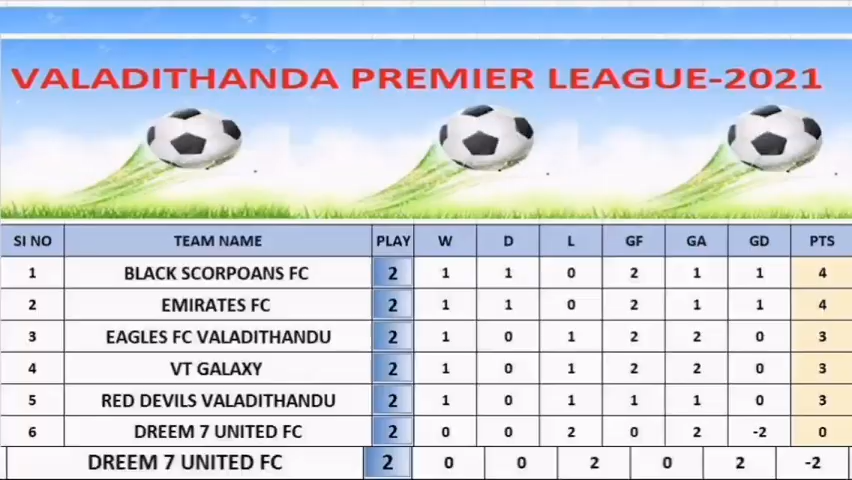 VALADITHANDA PREMIER LEAGUE-2021
SI NO TEAM NAME PLAY W D L GF GA GD PTS
1 BLACK SCORPOANS FC 2 1 1 0 2 1 1 4
2 EMIRATES FC 2 1 1 0 2 1 1 4
3 EAGLES FC VALADITHANDU 2 1 0 1 2 2 0 3
4 VT GALAXY 2 1 0 1 2 2 0 3
5 RED DEVILS VALADITHANDU 2 1 0 1 1 1 0 3
6 DREEM 7 UNITED FC 2 0 0 2 0 2 -2 0
DREEM 7 UNITED FC 2 0 0 2 0 2 -2